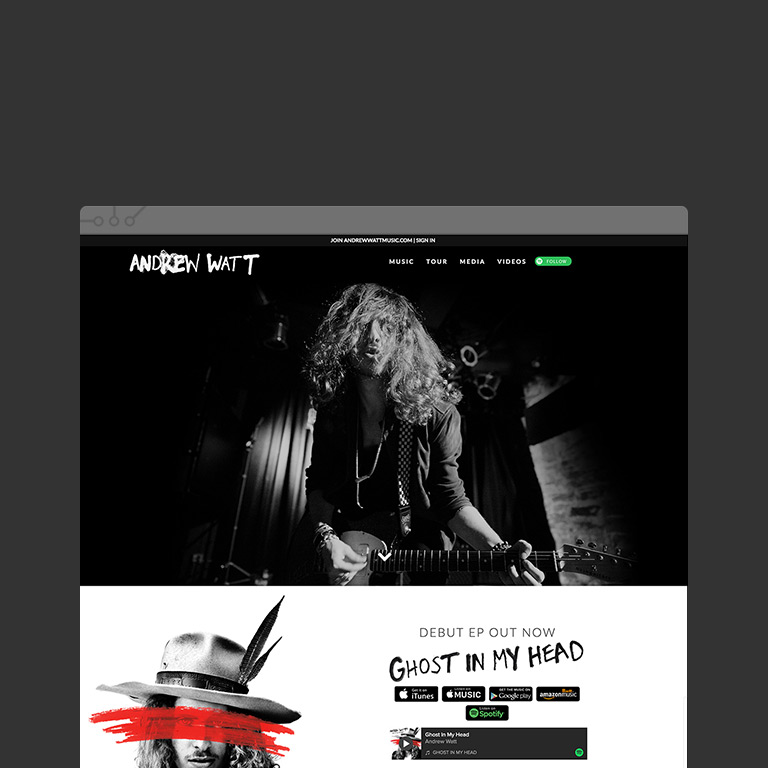 JOIN ANDREWWATTMUSIC.COM | SIGN IN
ANDREW WATT
MUSIC TOUR MEDIA VIDEOS FOLLOW
DEBUT EP OUT NOW
GHOST IN MY HEAD
Get it on iTunes
Listen on MUSIC
GET THE MUSIC ON Google play
amazonmusic
Listen on Spotify
Ghost In My Head
Andrew Watt
GHOST IN MY HEAD